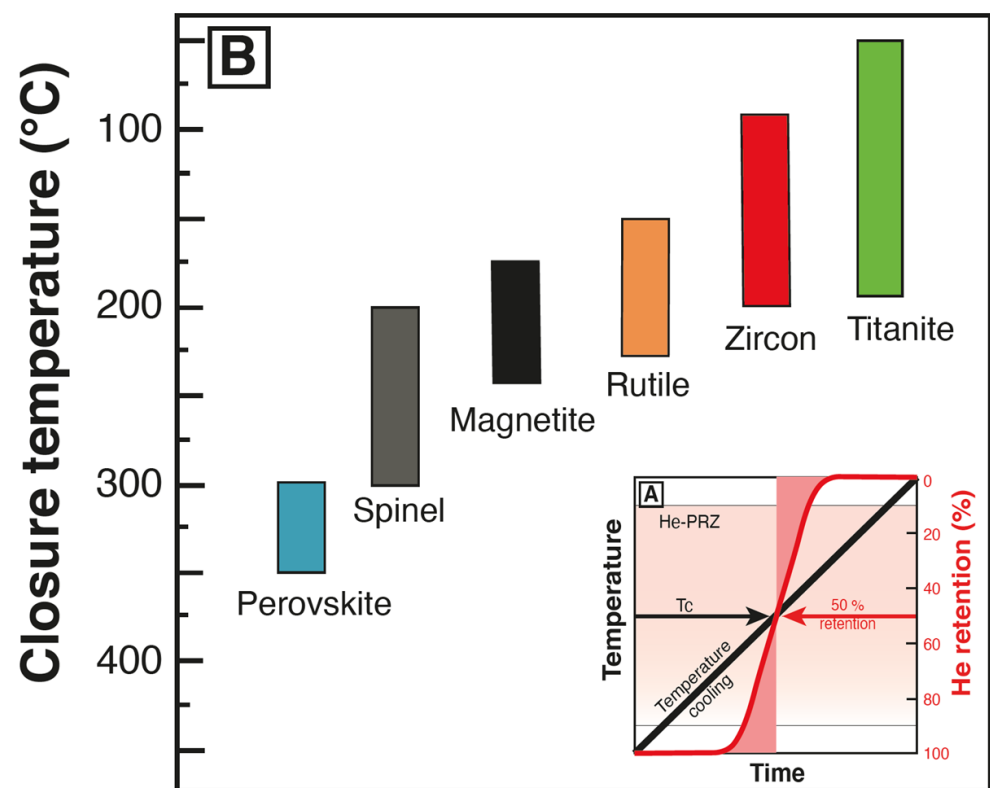 B
Closure temperature (°C)
100
200
300
400
Titanite
Zircon
Rutile
Magnetite
Spinel
Perovskite
A
He-PRZ
Temperature
Tc
50 %
retention
Temperature
cooling
Time
0
20
40
60
80
100
He retention (%)